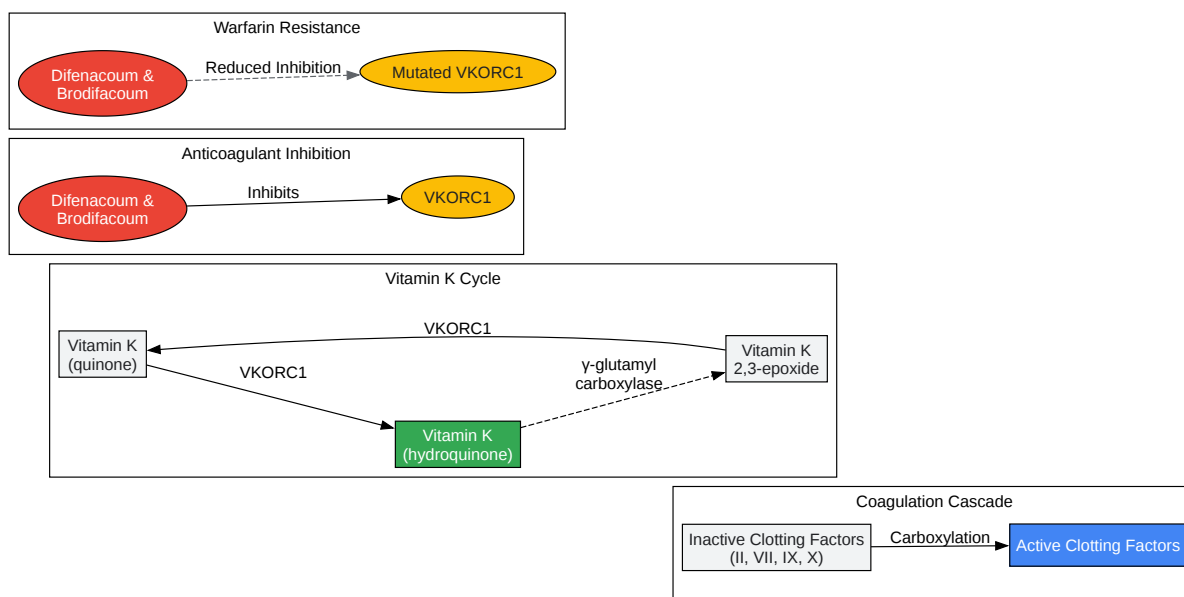 Warfarin Resistance
Difenacoum &
Brodifacoum
Reduced Inhibition
Mutated VKORC1
Anticoagulant Inhibition
Difenacoum &
Brodifacoum
Inhibits
VKORC1
Vitamin K Cycle
VKORC1
Vitamin K
(quinone)
VKORC1
γ-glutamyl
carboxylase
Vitamin K
2,3-epoxide
Vitamin K
(hydroquinone)
Coagulation Cascade
Inactive Clotting Factors
(II, VII, IX, X)
Carboxylation
Active Clotting Factors